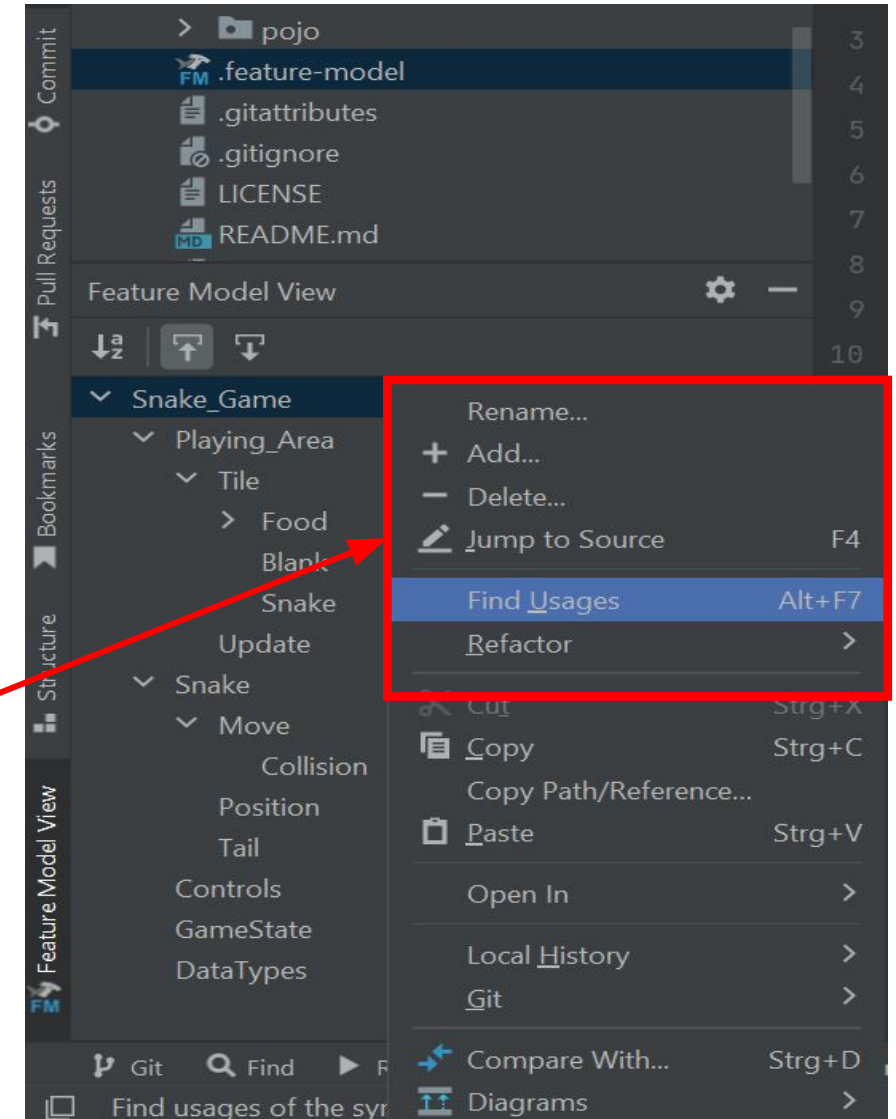 Commit
Pull Requests
Bookmarks
Structure
Feature Model View
FM
pojo
FM .feature-model
.gitattributes
.gitignore
LICENSE
MD README.md
3
4
5
6
7
8
9
10
Feature Model View
a
z
Snake_Game
Playing_Area
Tile
Food
Blank
Snake
Update
Snake
Move
Collision
Position
Tail
Controls
GameState
DataTypes
Rename...
Add...
Delete...
Jump to Source F4
Find Usages Alt+F7
Refactor
Cut Strg+X
Copy Strg+C
Copy Path/Reference...
Paste Strg+V
Open In
Local History
Git
Compare With... Strg+D
Diagrams
Git Find
Find usages of the